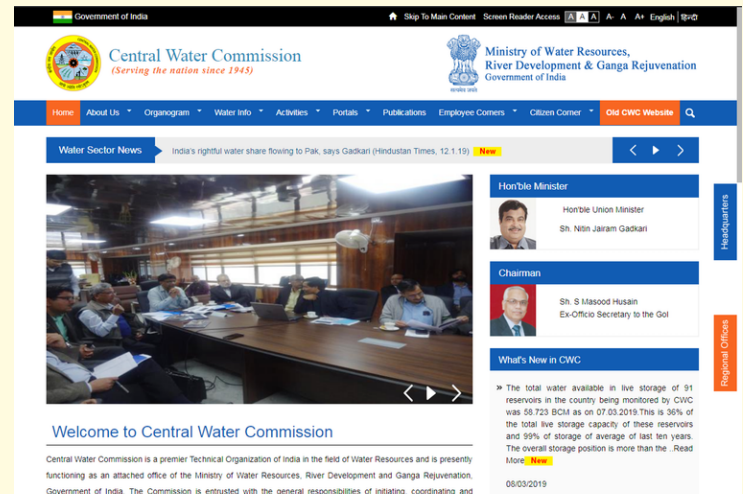 Government of India
Skip To Main Content Screen Reader Access A A A A- A A+ English हिन्दी
Central Water Commission
(Serving the nation since 1945)
Ministry of Water Resources,
River Development & Ganga Rejuvenation
Government of India
Home About Us Organogram Water Info Activities Portals Publications Employee Corners Citizen Corner Old CWC Website
Water Sector News
India's rightful water share flowing to Pak, says Gadkari (Hindustan Times, 12.1.19) New
Hon'ble Minister
Hon'ble Union Minister
Sh. Nitin Jairam Gadkari
Headquarters
Chairman
Sh. S Masood Husain
Ex-Officio Secretary to the GoI
Regional Offices
What's New in CWC
» The total water available in live storage of 91
reservoirs in the country being monitored by CWC
was 58.723 BCM as on 07.03.2019.This is 36% of
the total live storage capacity of these reservoirs
and 99% of storage of average of last ten years.
The overall storage position is more than the ..Read
More New
08/03/2019
Welcome to Central Water Commission
Central Water Commission is a premier Technical Organization of India in the field of Water Resources and is presently
functioning as an attached office of the Ministry of Water Resources, River Development and Ganga Rejuvenation,
Government of India. The Commission is entrusted with the general responsibilities of initiating, coordinating and